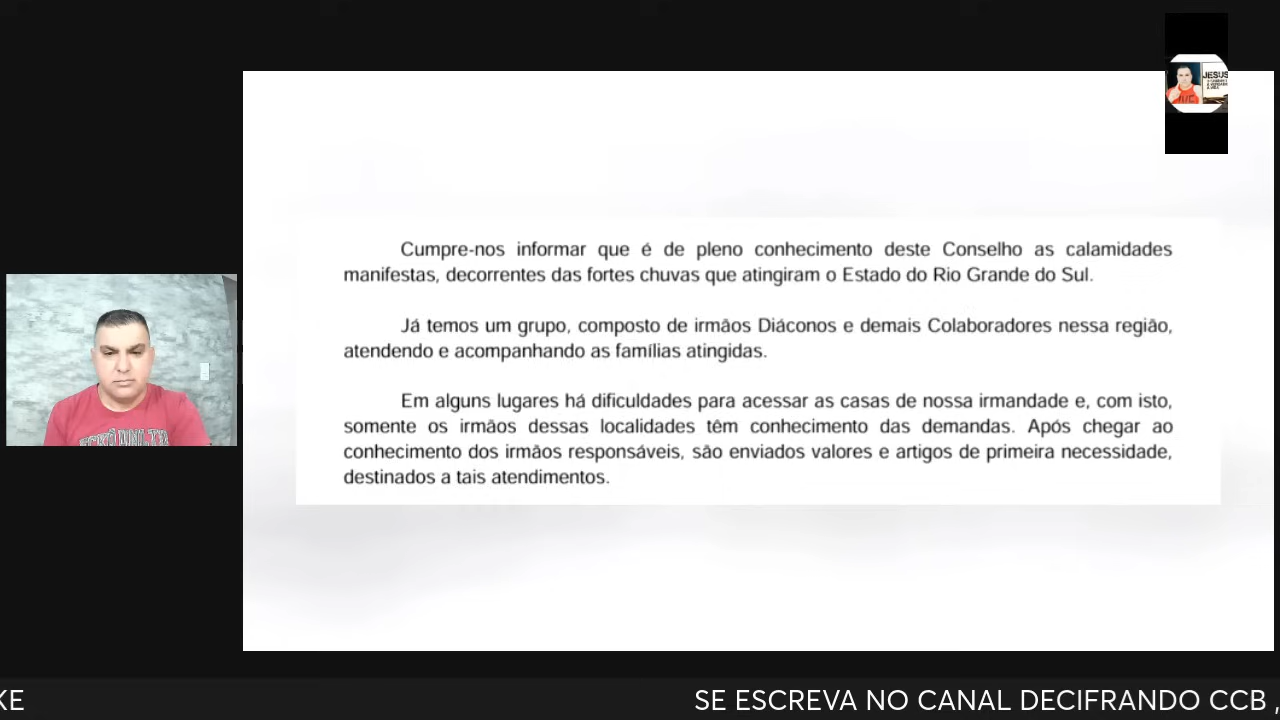 JESUS
Cumpre-nos informar que é de pleno conhecimento deste Conselho as calamidades
manifestas, decorrentes das fortes chuvas que atingiram o Estado do Rio Grande do Sul.
Já temos um grupo, composto de irmãos Diáconos e demais Colaboradores nessa região,
atendendo e acompanhando as famílias atingidas.
Em alguns lugares há dificuldades para acessar as casas de nossa irmandade e, com isto,
somente os irmãos dessas localidades têm conhecimento das demandas. Após chegar ao
conhecimento dos irmãos responsáveis, são enviados valores e artigos de primeira necessidade,
destinados a tais atendimentos.
KE
SE ESCREVA NO CANAL DECIFRANDO CCB ,